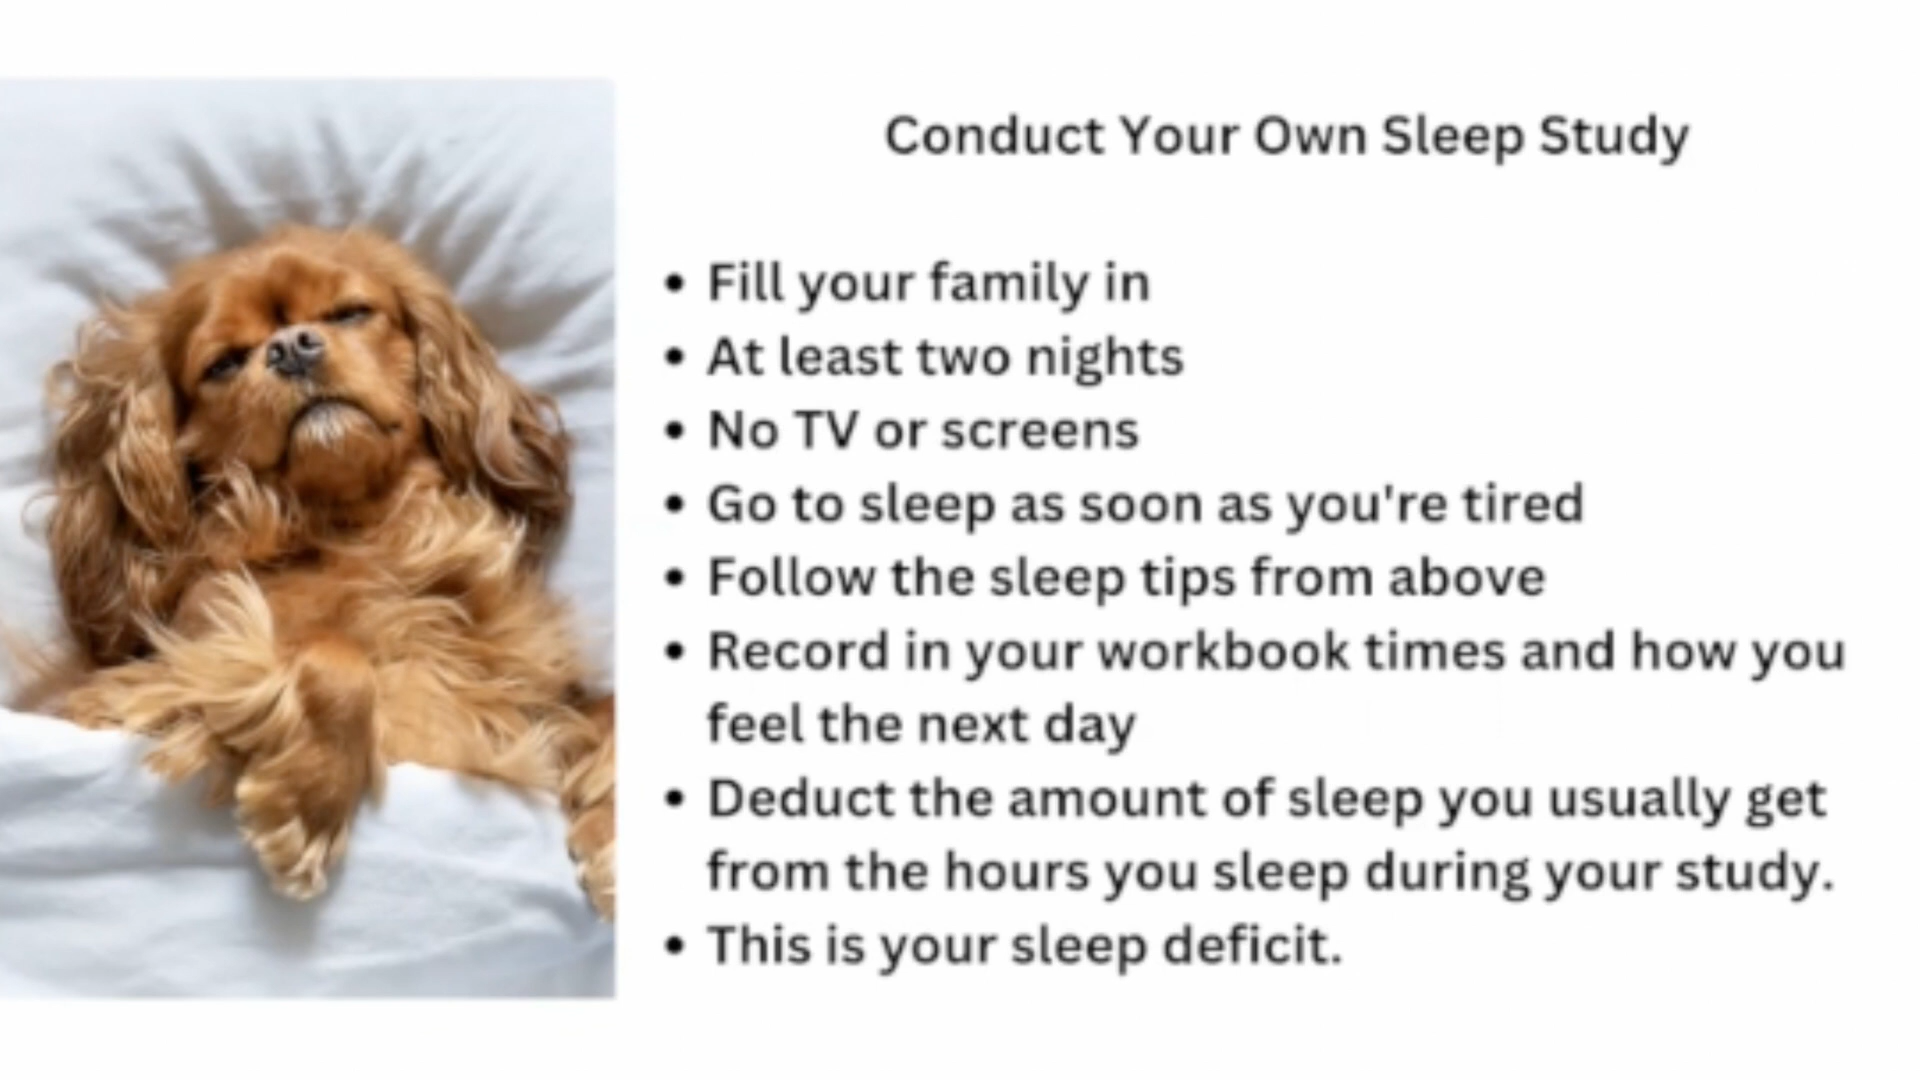 Conduct Your Own Sleep Study
• Fill your family in
• At least two nights
• No TV or screens
• Go to sleep as soon as you're tired
• Follow the sleep tips from above
• Record in your workbook times and how you
feel the next day
• Deduct the amount of sleep you usually get
from the hours you sleep during your study.
• This is your sleep deficit.